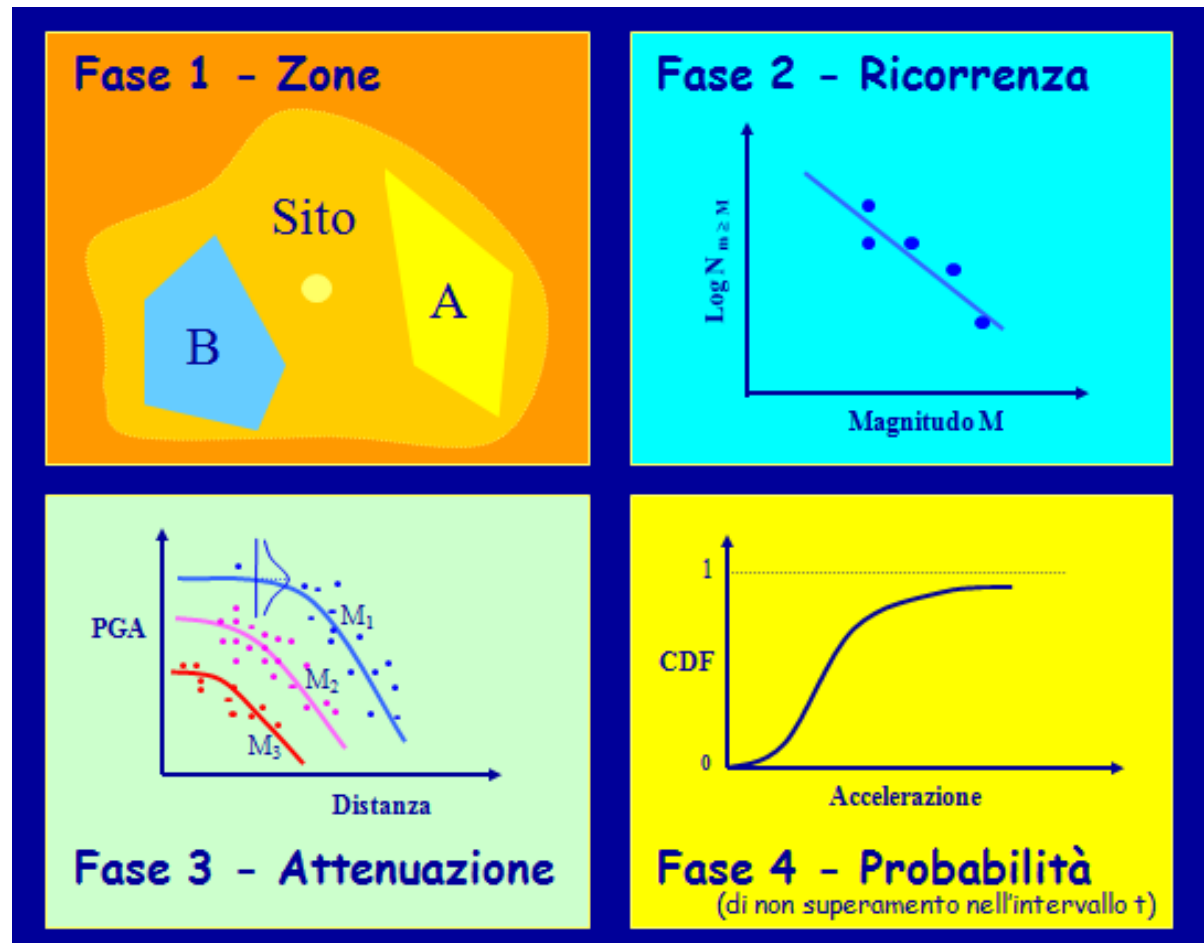 Fase 1 - Zone
Sito
A
B
Fase 2 - Ricorrenza
Log N m ≥ M
Magnitudo M
PGA
M₁
M₂
M₃
Distanza
Fase 3 - Attenuazione
1
CDF
0
Accelerazione
Fase 4 - Probabilità
(di non superamento nell'intervallo t)